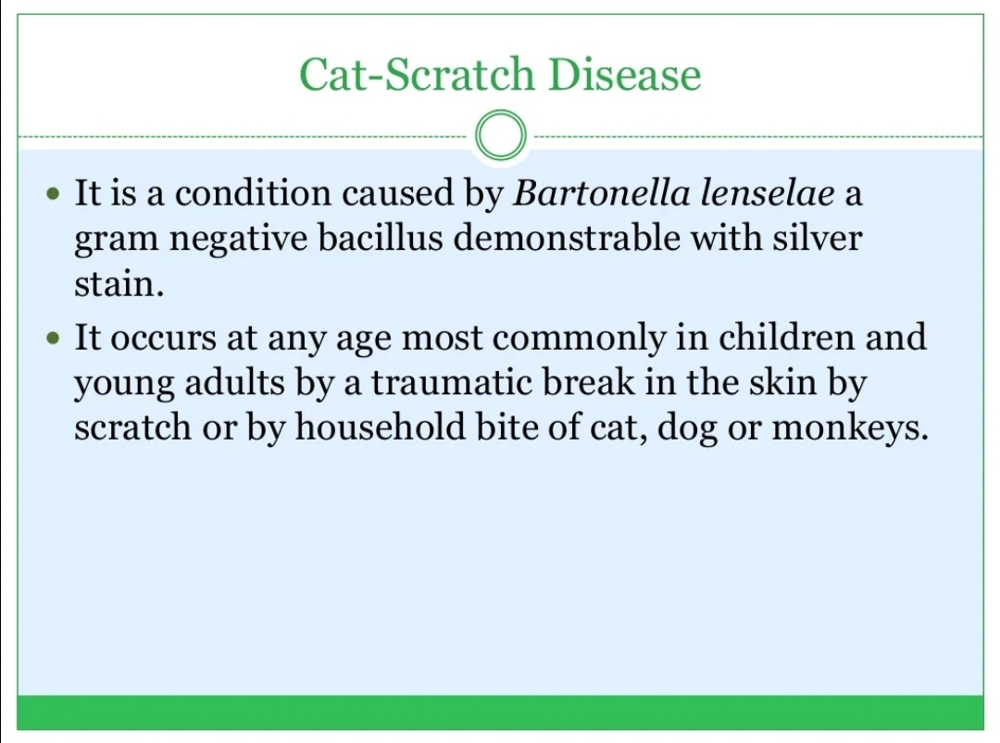 Cat-Scratch Disease
• It is a condition caused by Bartonella lenselae a
gram negative bacillus demonstrable with silver
stain.
• It occurs at any age most commonly in children and
young adults by a traumatic break in the skin by
scratch or by household bite of cat, dog or monkeys.